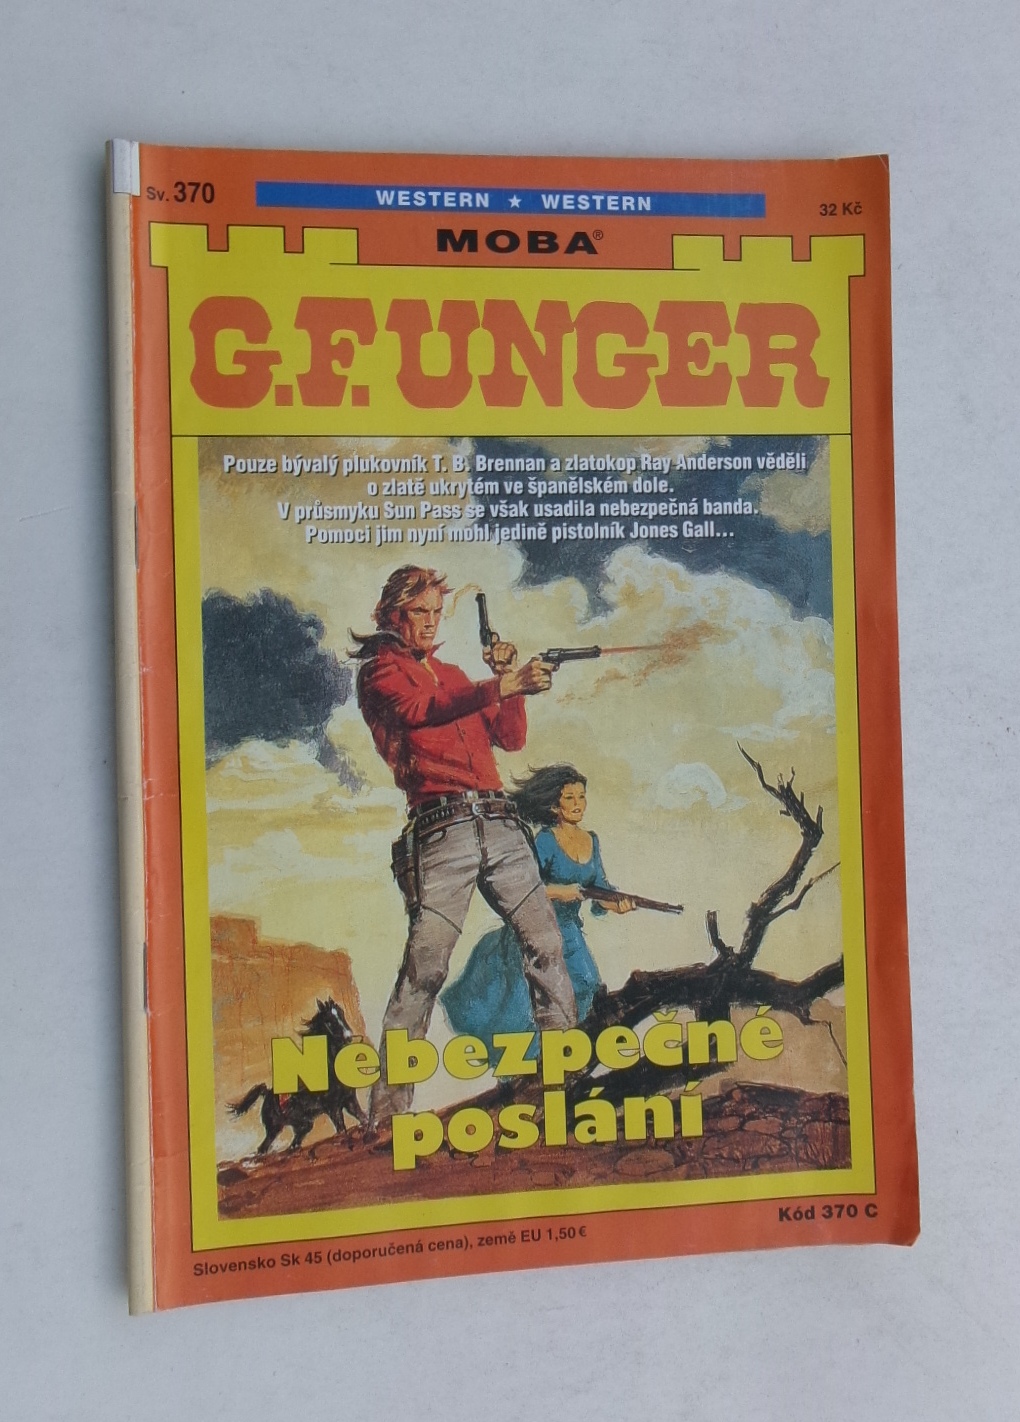 Sv. 370
WESTERN ★ WESTERN
32 Kč
MOBA®
G.F. UNGER
Pouze bývalý plukovník T. B. Brennan a zlatokop Ray Anderson věděli
o zlatě ukrytém ve španělském dole.
V průsmyku Sun Pass se však usadila nebezpečná banda.
Pomoci jim nyní mohl jedině pistolník Jones Gall...
Nebezpečné
poslání
Kód 370 C
Slovensko Sk 45 (doporučená cena), země EU 1,50 €